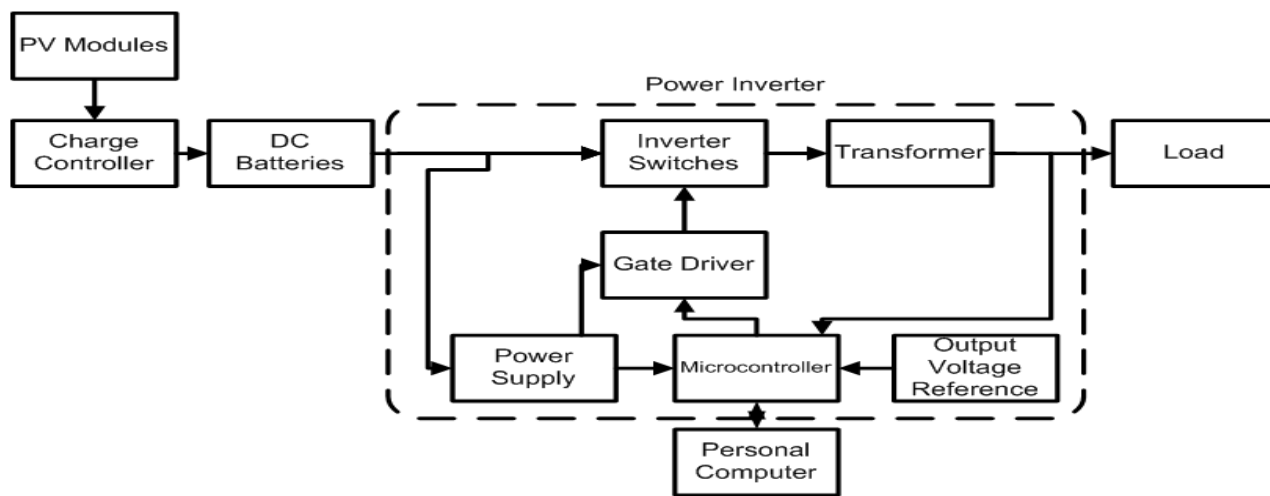 PV Modules
Power Inverter
Charge
Controller
DC
Batteries
Inverter
Switches
Transformer
Load
Gate Driver
Power
Supply
Microcontroller
Output
Voltage
Reference
Personal
Computer